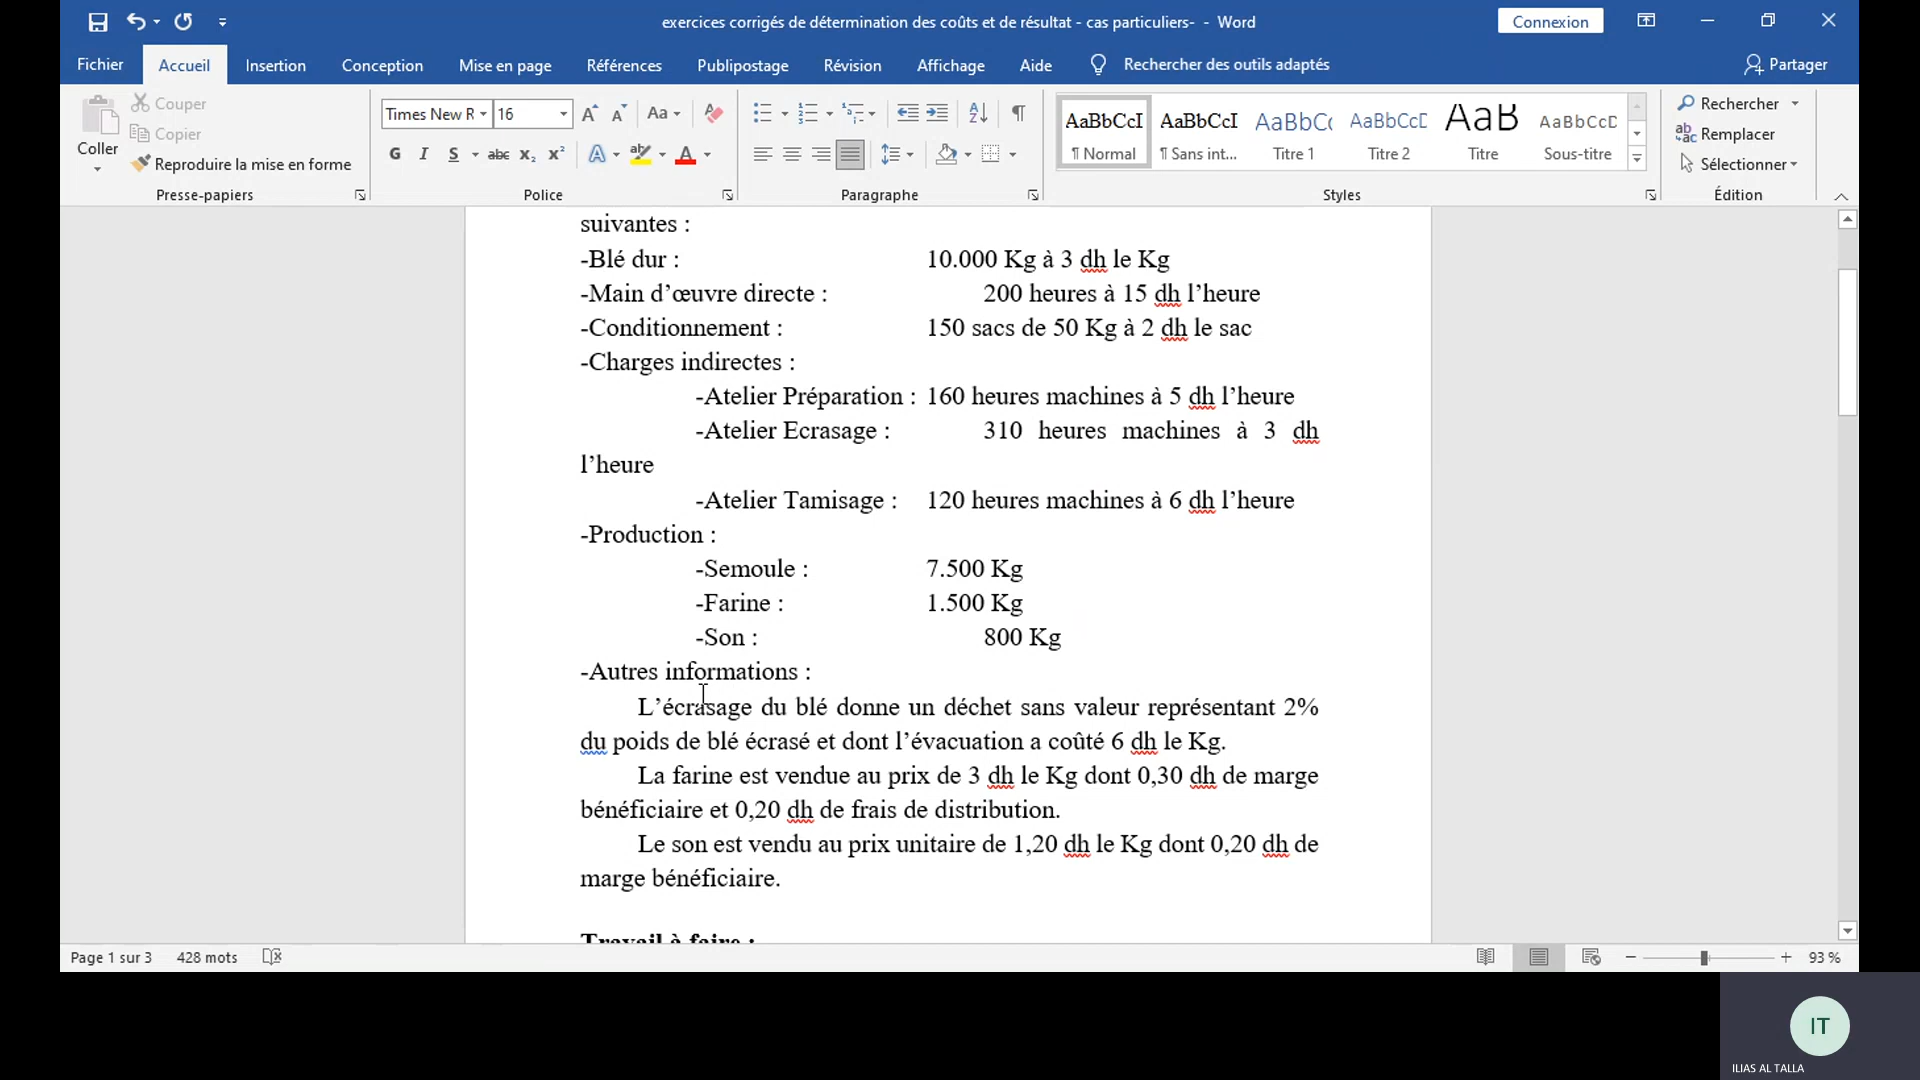 exercices corrigés de détermination des coûts et de résultat - cas particuliers- - Word
Connexion
Fichier
Accueil
Insertion
Conception
Mise en page
Références
Publipostage
Révision
Affichage
Aide
Rechercher des outils adaptés
Partager
Coller
Couper
Copier
Reproduire la mise en forme
Presse-papiers
Times New R
16
Aa
G I S abc x₂ x²
A
A
Police
Paragraphe
AaBbCcI
¶ Normal
AaBbCcI
¶ Sans int...
AaBbC
Titre 1
AaBbCcD
Titre 2
AaB
Titre
AaBbCcD
Sous-titre
Styles
Rechercher
Remplacer
Sélectionner
Édition
suivantes :
-Blé dur : 10.000 Kg à 3 dh le Kg
-Main d’œuvre directe : 200 heures à 15 dh l’heure
-Conditionnement : 150 sacs de 50 Kg à 2 dh le sac
-Charges indirectes :
-Atelier Préparation : 160 heures machines à 5 dh l’heure
-Atelier Ecrasage : 310 heures machines à 3 dh
l’heure
-Atelier Tamisage : 120 heures machines à 6 dh l’heure
-Production :
-Semoule : 7.500 Kg
-Farine : 1.500 Kg
-Son : 800 Kg
-Autres informations :
L’écrasage du blé donne un déchet sans valeur représentant 2%
du poids de blé écrasé et dont l’évacuation a coûté 6 dh le Kg.
La farine est vendue au prix de 3 dh le Kg dont 0,30 dh de marge
bénéficiaire et 0,20 dh de frais de distribution.
Le son est vendu au prix unitaire de 1,20 dh le Kg dont 0,20 dh de
marge bénéficiaire.
Travail à faire :
Page 1 sur 3
428 mots
93 %
IT
ILIAS AL TALLA